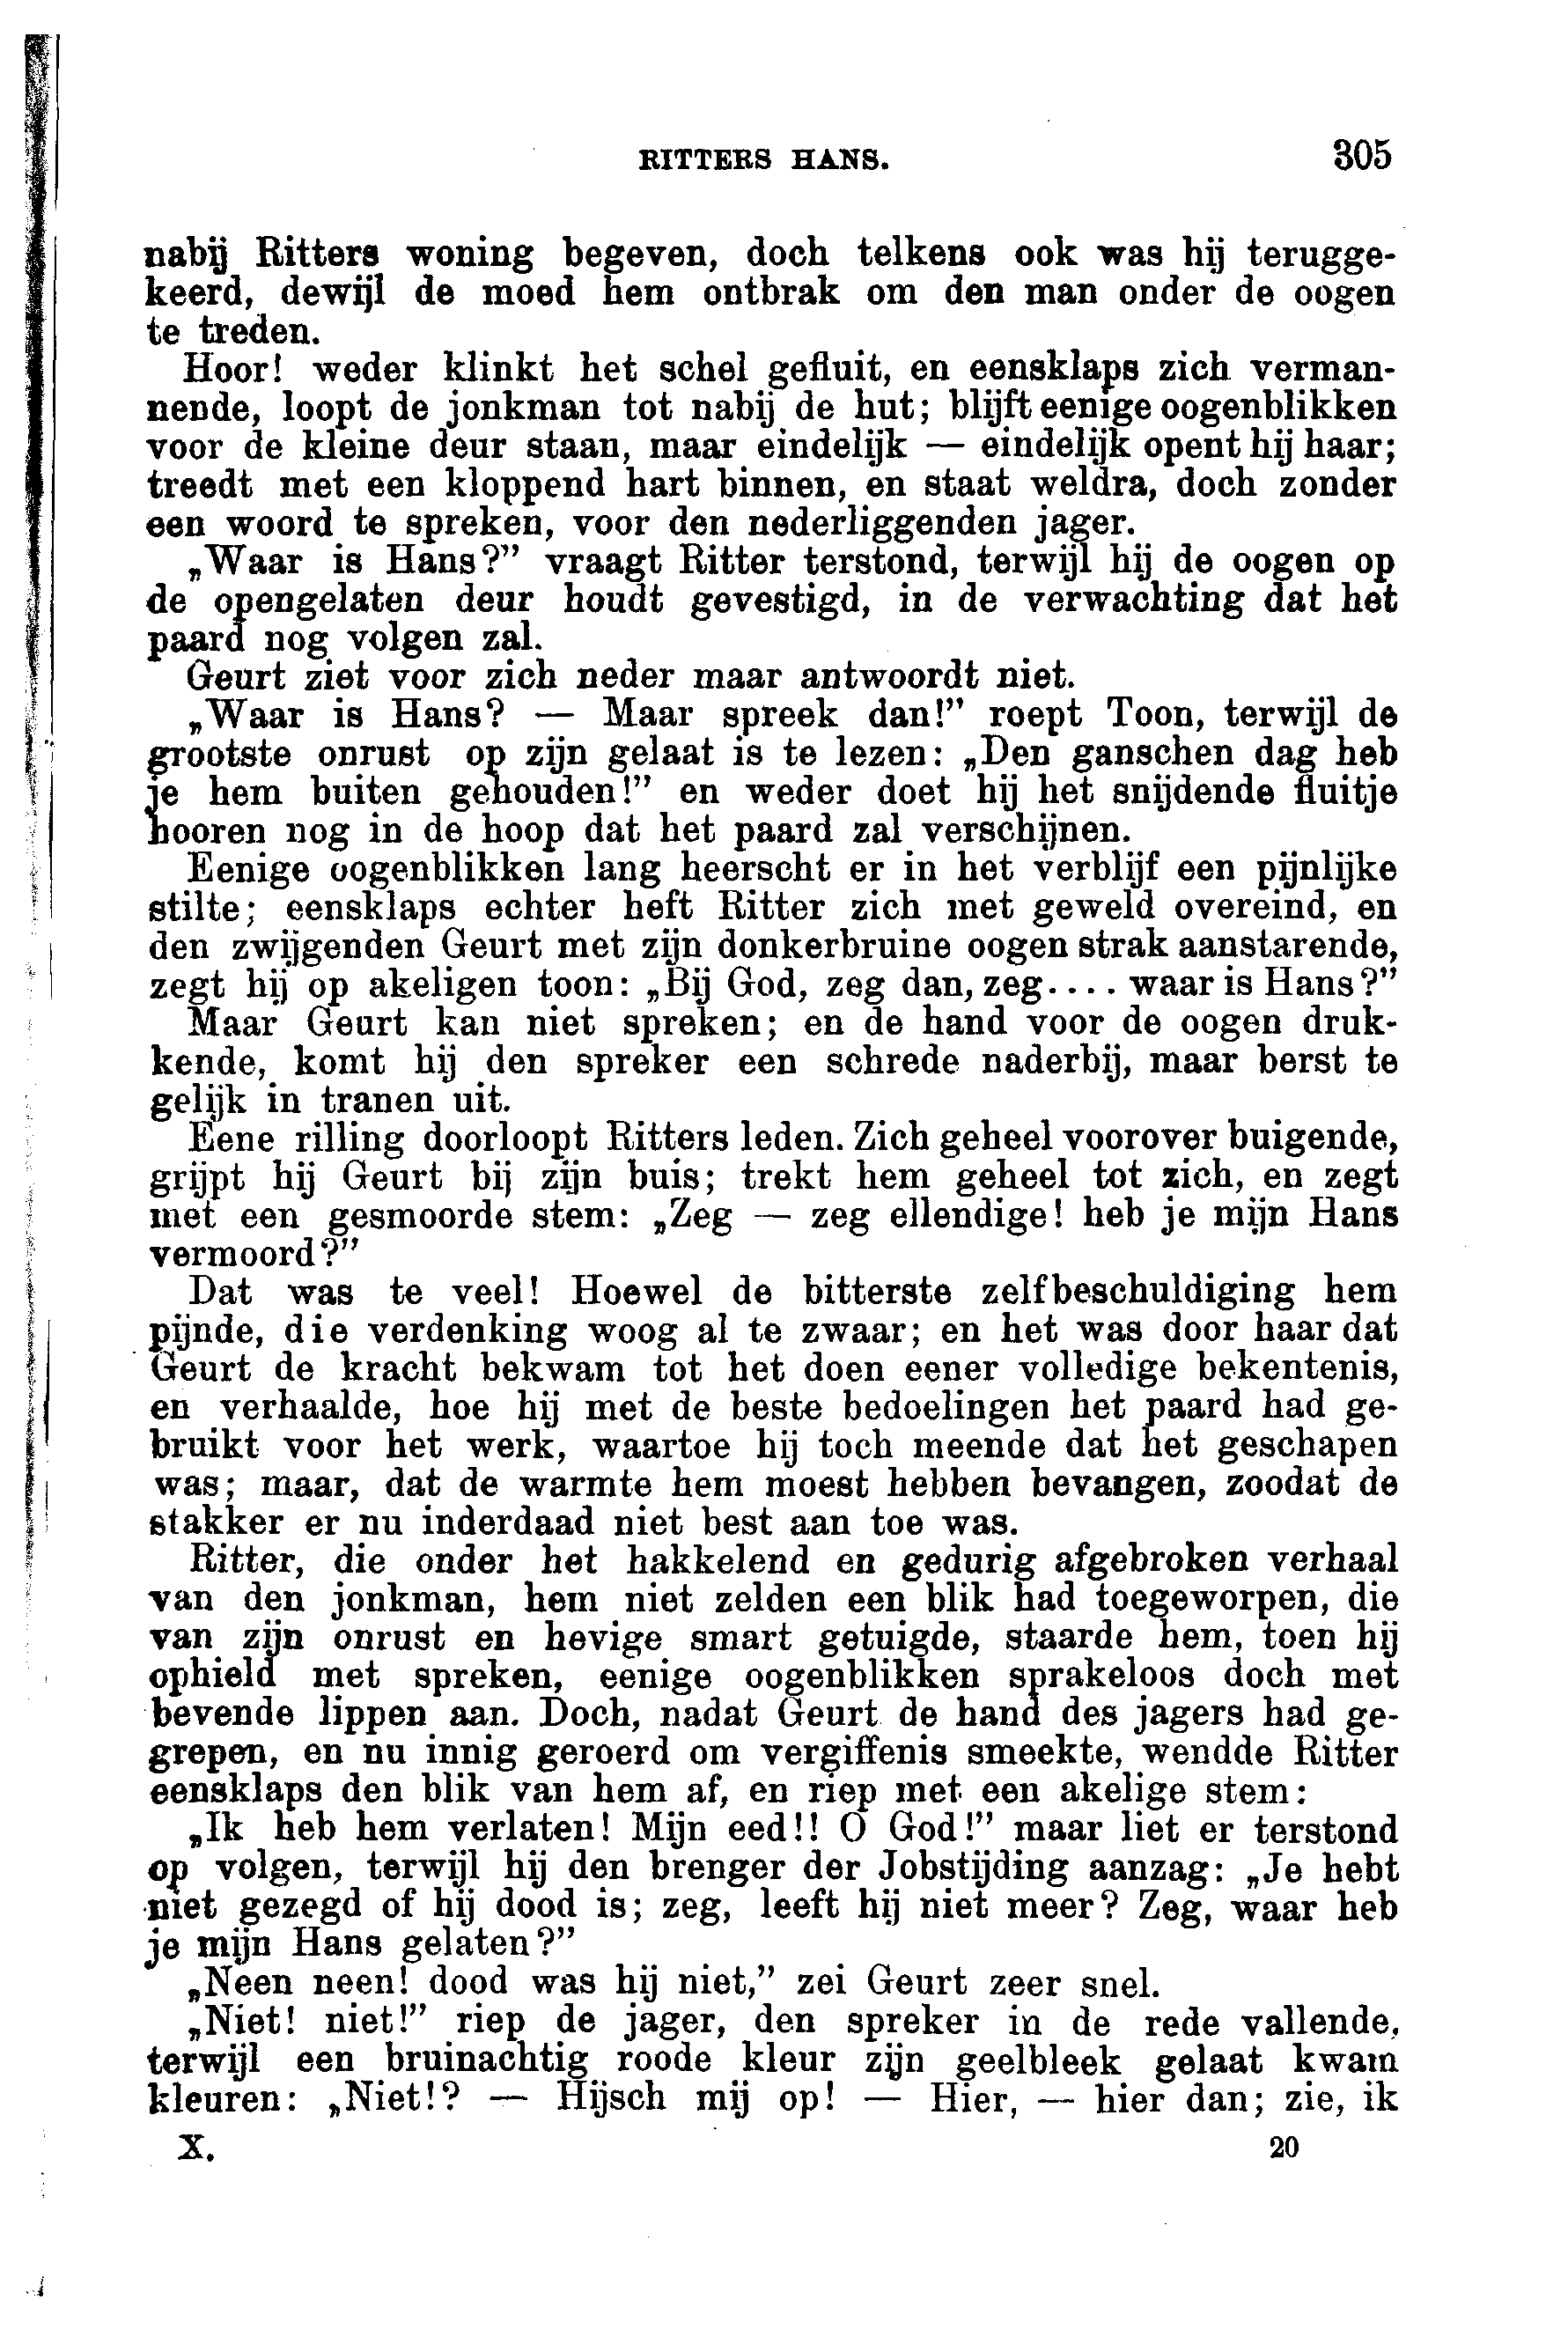 RITTERS HANS. 305
nabij Ritters woning begeven, doch telkens ook was hij terugge-
keerd, dewijl de moed hem ontbrak om den man onder de oogen
te treden.
Hoor! weder klinkt het schel gefluit, en eensklaps zich verman-
nende, loopt de jonkman tot nabij de hut; blijft eenige oogenblikken
voor de kleine deur staan, maar eindelijk — eindelijk opent hij haar;
treedt met een kloppend hart binnen, en staat weldra, doch zonder
een woord te spreken, voor den nederliggenden jager.
„Waar is Hans?” vraagt Ritter terstond, terwijl hij de oogen op
de opengelaten deur houdt gevestigd, in de verwachting dat het
paard nog volgen zal.
Geurt ziet voor zich neder maar antwoordt niet.
„Waar is Hans? — Maar spreek dan!” roept Toon, terwijl de
grootste onrust op zijn gelaat is te lezen: „Den ganschen dag heb
je hem buiten gehouden!” en weder doet hij het snijdende fluitje
hooren nog in de hoop dat het paard zal verschijnen.
Eenige oogenblikken lang heerscht er in het verblijf een pijnlijke
stilte; eensklaps echter heft Ritter zich met geweld overeind, en
den zwijgenden Geurt met zijn donkerbruine oogen strak aanstarende,
zegt hij op akeligen toon: „Bij God, zeg dan, zeg.... waar is Hans?”
Maar Geurt kan niet spreken; en de hand voor de oogen druk-
kende, komt hij den spreker een schrede naderbij, maar berst te
gelijk in tranen uit.
Eene rilling doorloopt Ritters leden. Zich geheel voorover buigende,
grijpt hij Geurt bij zijn buis; trekt hem geheel tot zich, en zegt
met een gesmoorde stem: „Zeg — zeg ellendige! heb je mijn Hans
vermoord?”
Dat was te veel! Hoewel de bitterste zelfbeschuldiging hem
pijnde, die verdenking woog al te zwaar; en het was door haar dat
Geurt de kracht bekwam tot het doen eener volledige bekentenis,
en verhaalde, hoe hij met de beste bedoelingen het paard had ge-
bruikt voor het werk, waartoe hij toch meende dat het geschapen
was; maar, dat de warmte hem moest hebben bevangen, zoodat de
stakker er nu inderdaad niet best aan toe was.
Ritter, die onder het hakkelend en gedurig afgebroken verhaal
van den jonkman, hem niet zelden een blik had toegeworpen, die
van zijn onrust en hevige smart getuigde, staarde hem, toen hij
ophield met spreken, eenige oogenblikken sprakeloos doch met
bevende lippen aan. Doch, nadat Geurt de hand des jagers had ge-
grepen, en nu innig geroerd om vergiffenis smeekte, wendde Ritter
eensklaps den blik van hem af, en riep met een akelige stem:
„Ik heb hem verlaten! Mijn eed!! O God!” maar liet er terstond
op volgen, terwijl hij den brenger der Jobstijding aanzag: „Je hebt
niet gezegd of hij dood is; zeg, leeft hij niet meer? Zeg, waar heb
je mijn Hans gelaten?”
„Neen neen! dood was hij niet,” zei Geurt zeer snel.
„Niet! niet!” riep de jager, den spreker in de rede vallende,
terwijl een bruinachtig roode kleur zijn geelbleek gelaat kwam
kleuren: „Niet!? — Hijsch mij op! — Hier, — hier dan; zie, ik
X. 20